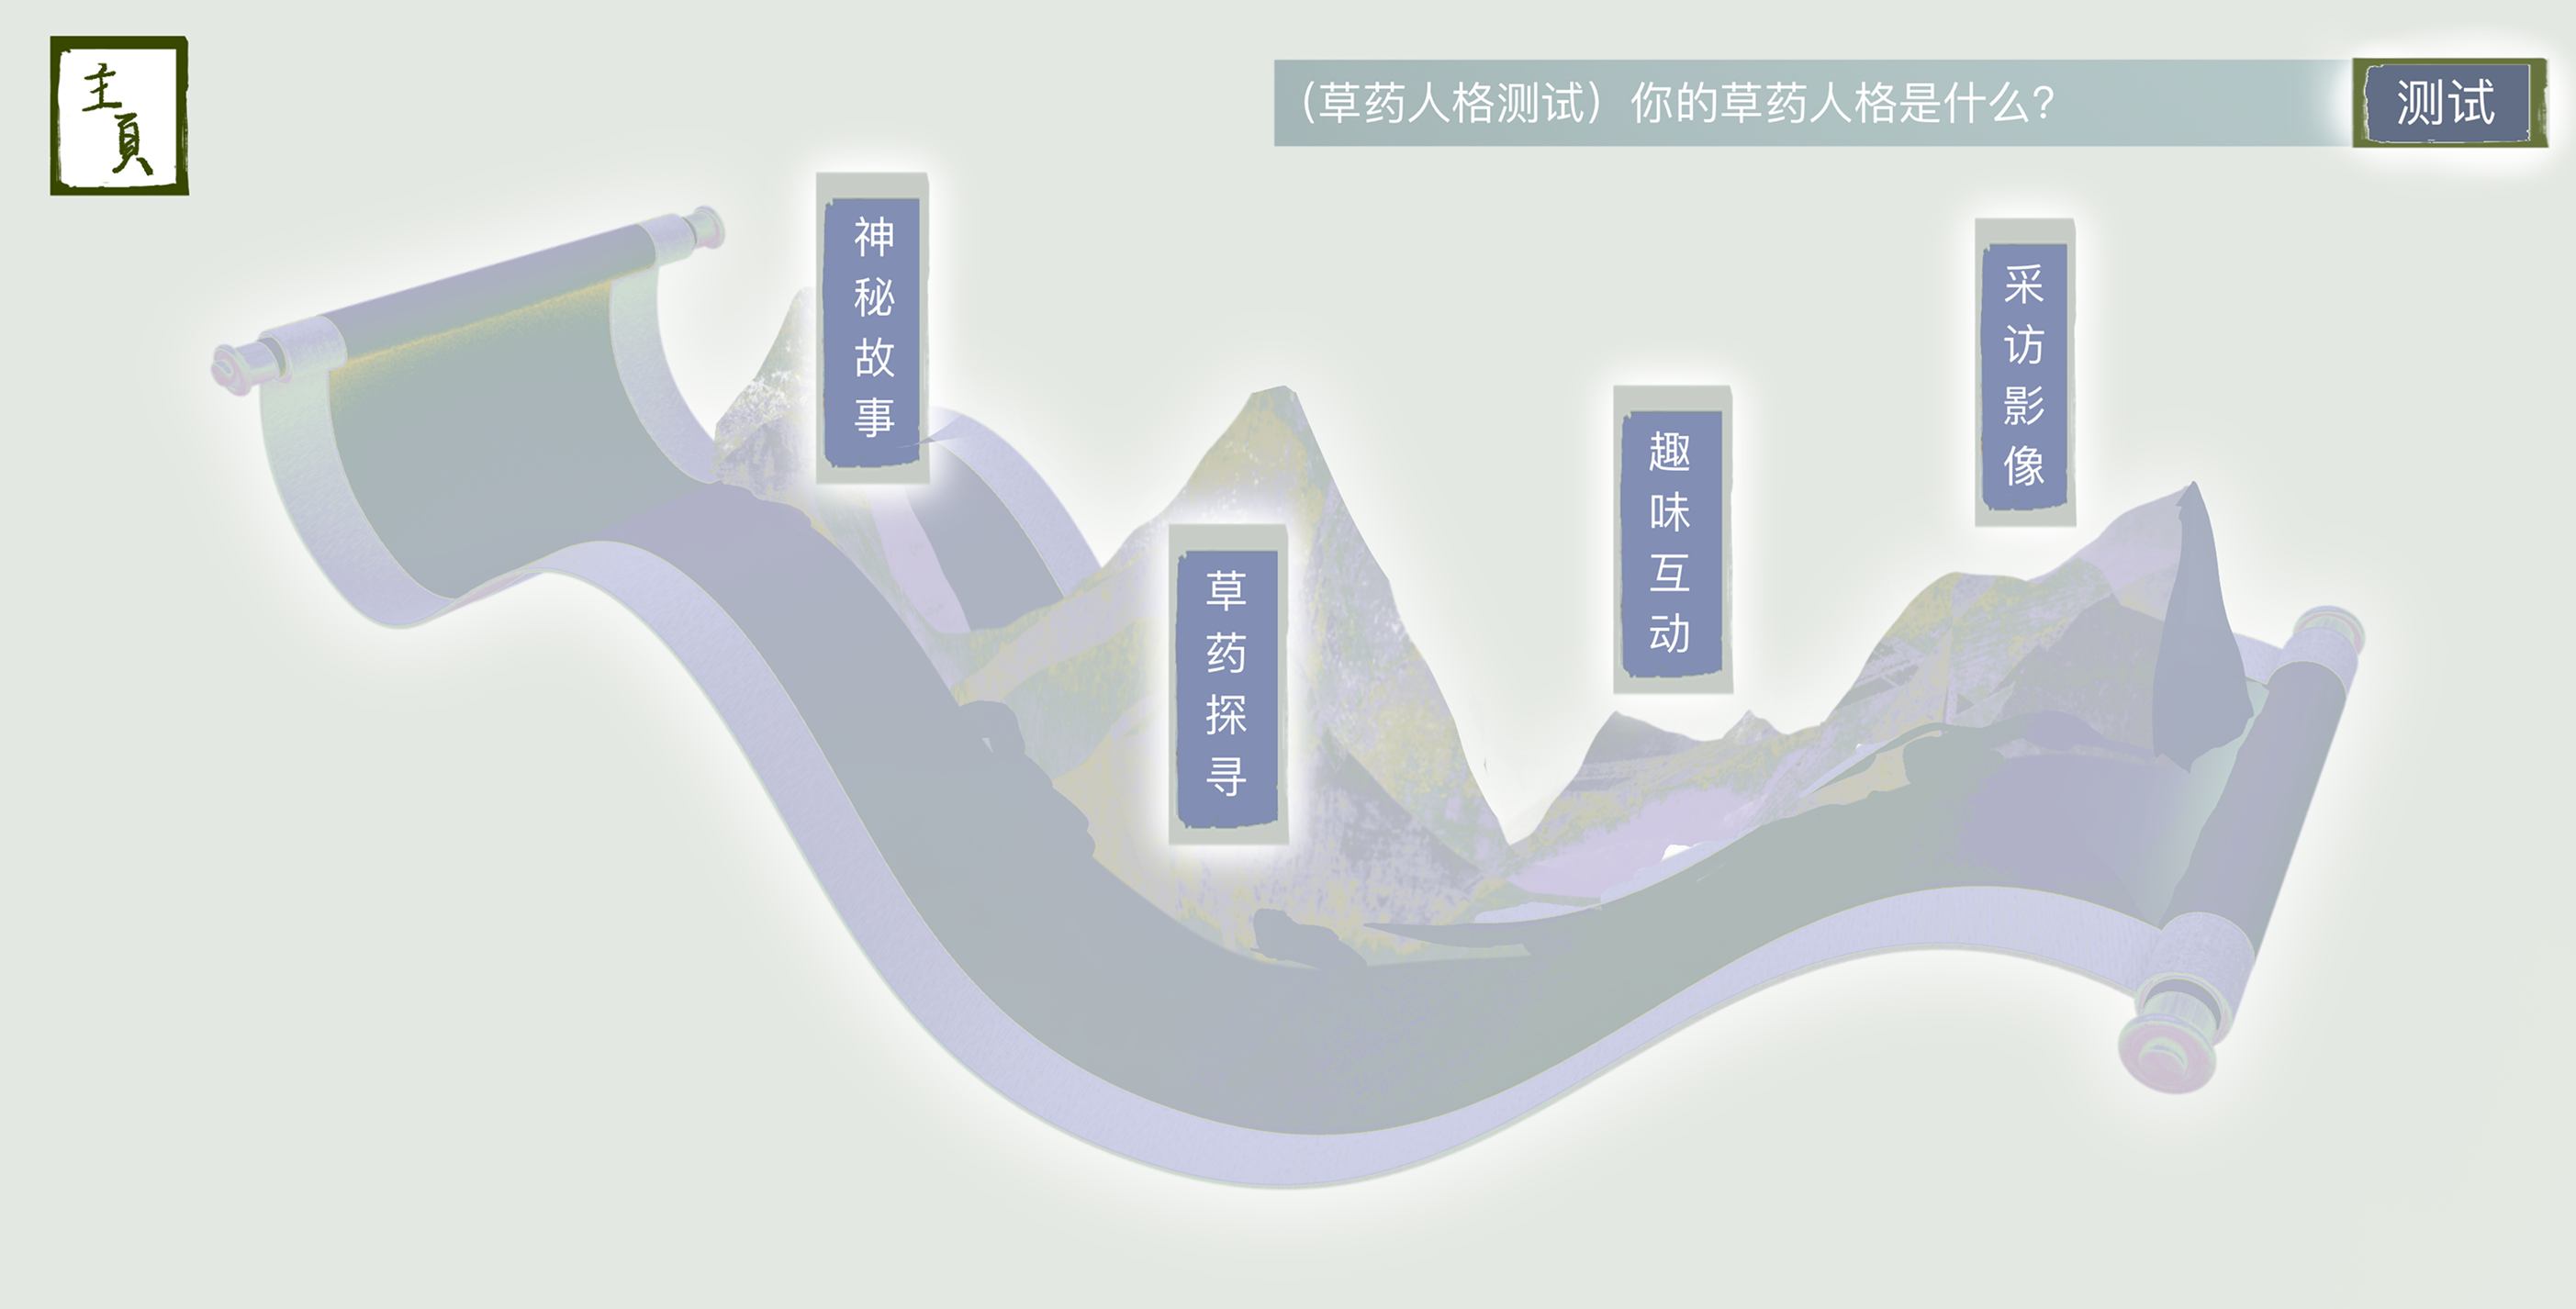 主頁
（草药人格测试）你的草药人格是什么？
测试
神秘故事
草药探寻
趣味互动
采访影像